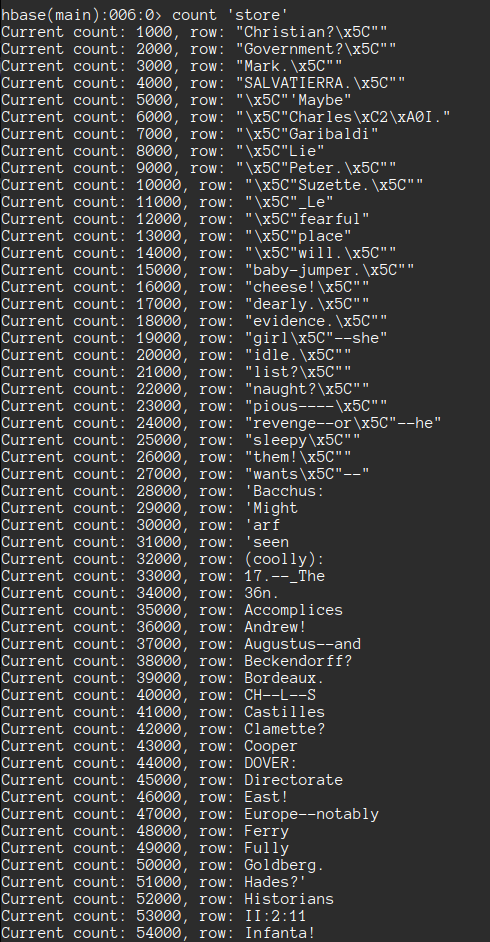 hbase(main):006:0> count 'store'
Current count: 1000, row: "Christian?\x5C""
Current count: 2000, row: "Government?\x5C""
Current count: 3000, row: "Mark.\x5C""
Current count: 4000, row: "SALVATIERRA.\x5C""
Current count: 5000, row: "\x5C"'Maybe"
Current count: 6000, row: "\x5C"Charles\xC2\xA0I."
Current count: 7000, row: "\x5C"Garibaldi"
Current count: 8000, row: "\x5C"Lie"
Current count: 9000, row: "\x5C"Peter.\x5C""
Current count: 10000, row: "\x5C"Suzette.\x5C""
Current count: 11000, row: "\x5C"_Le"
Current count: 12000, row: "\x5C"fearful"
Current count: 13000, row: "\x5C"place"
Current count: 14000, row: "\x5C"will.\x5C""
Current count: 15000, row: "baby-jumper.\x5C""
Current count: 16000, row: "cheese!\x5C""
Current count: 17000, row: "dearly.\x5C""
Current count: 18000, row: "evidence.\x5C""
Current count: 19000, row: "girl\x5C"--she"
Current count: 20000, row: "idle.\x5C""
Current count: 21000, row: "list?\x5C""
Current count: 22000, row: "naught?\x5C""
Current count: 23000, row: "pious----\x5C""
Current count: 24000, row: "revenge--or\x5C"--he"
Current count: 25000, row: "sleepy\x5C""
Current count: 26000, row: "them!\x5C""
Current count: 27000, row: "wants\x5C"--"
Current count: 28000, row: 'Bacchus:
Current count: 29000, row: 'Might
Current count: 30000, row: 'arf
Current count: 31000, row: 'seen
Current count: 32000, row: (coolly):
Current count: 33000, row: 17.--_The
Current count: 34000, row: 36n.
Current count: 35000, row: Accomplices
Current count: 36000, row: Andrew!
Current count: 37000, row: Augustus--and
Current count: 38000, row: Beckendorff?
Current count: 39000, row: Bordeaux.
Current count: 40000, row: CH--L--S
Current count: 41000, row: Castilles
Current count: 42000, row: Clamette?
Current count: 43000, row: Cooper
Current count: 44000, row: DOVER:
Current count: 45000, row: Directorate
Current count: 46000, row: East!
Current count: 47000, row: Europe--notably
Current count: 48000, row: Ferry
Current count: 49000, row: Fully
Current count: 50000, row: Goldberg.
Current count: 51000, row: Hades?'
Current count: 52000, row: Historians
Current count: 53000, row: II:2:11
Current count: 54000, row: Infanta!